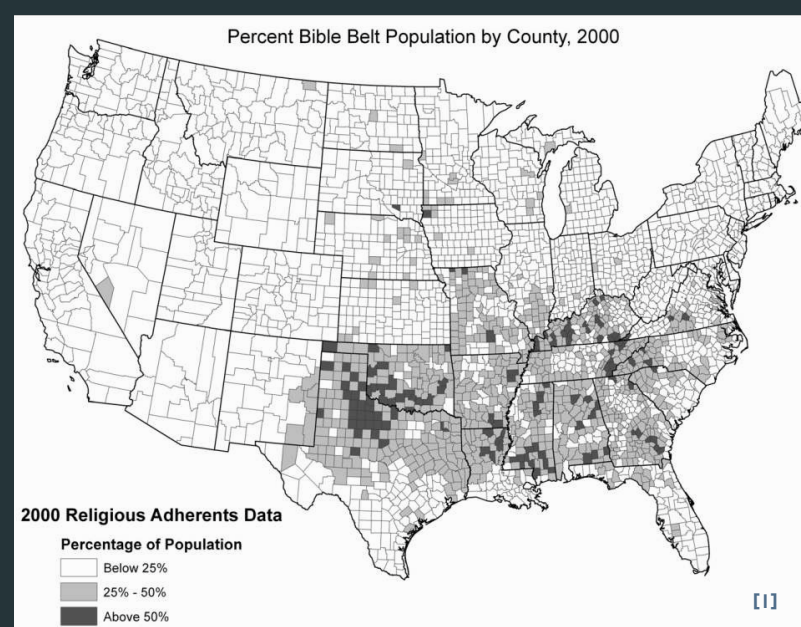 Percent Bible Belt Population by County, 2000
2000 Religious Adherents Data
Percentage of Population
Below 25%
25% - 50%
Above 50%
[1]